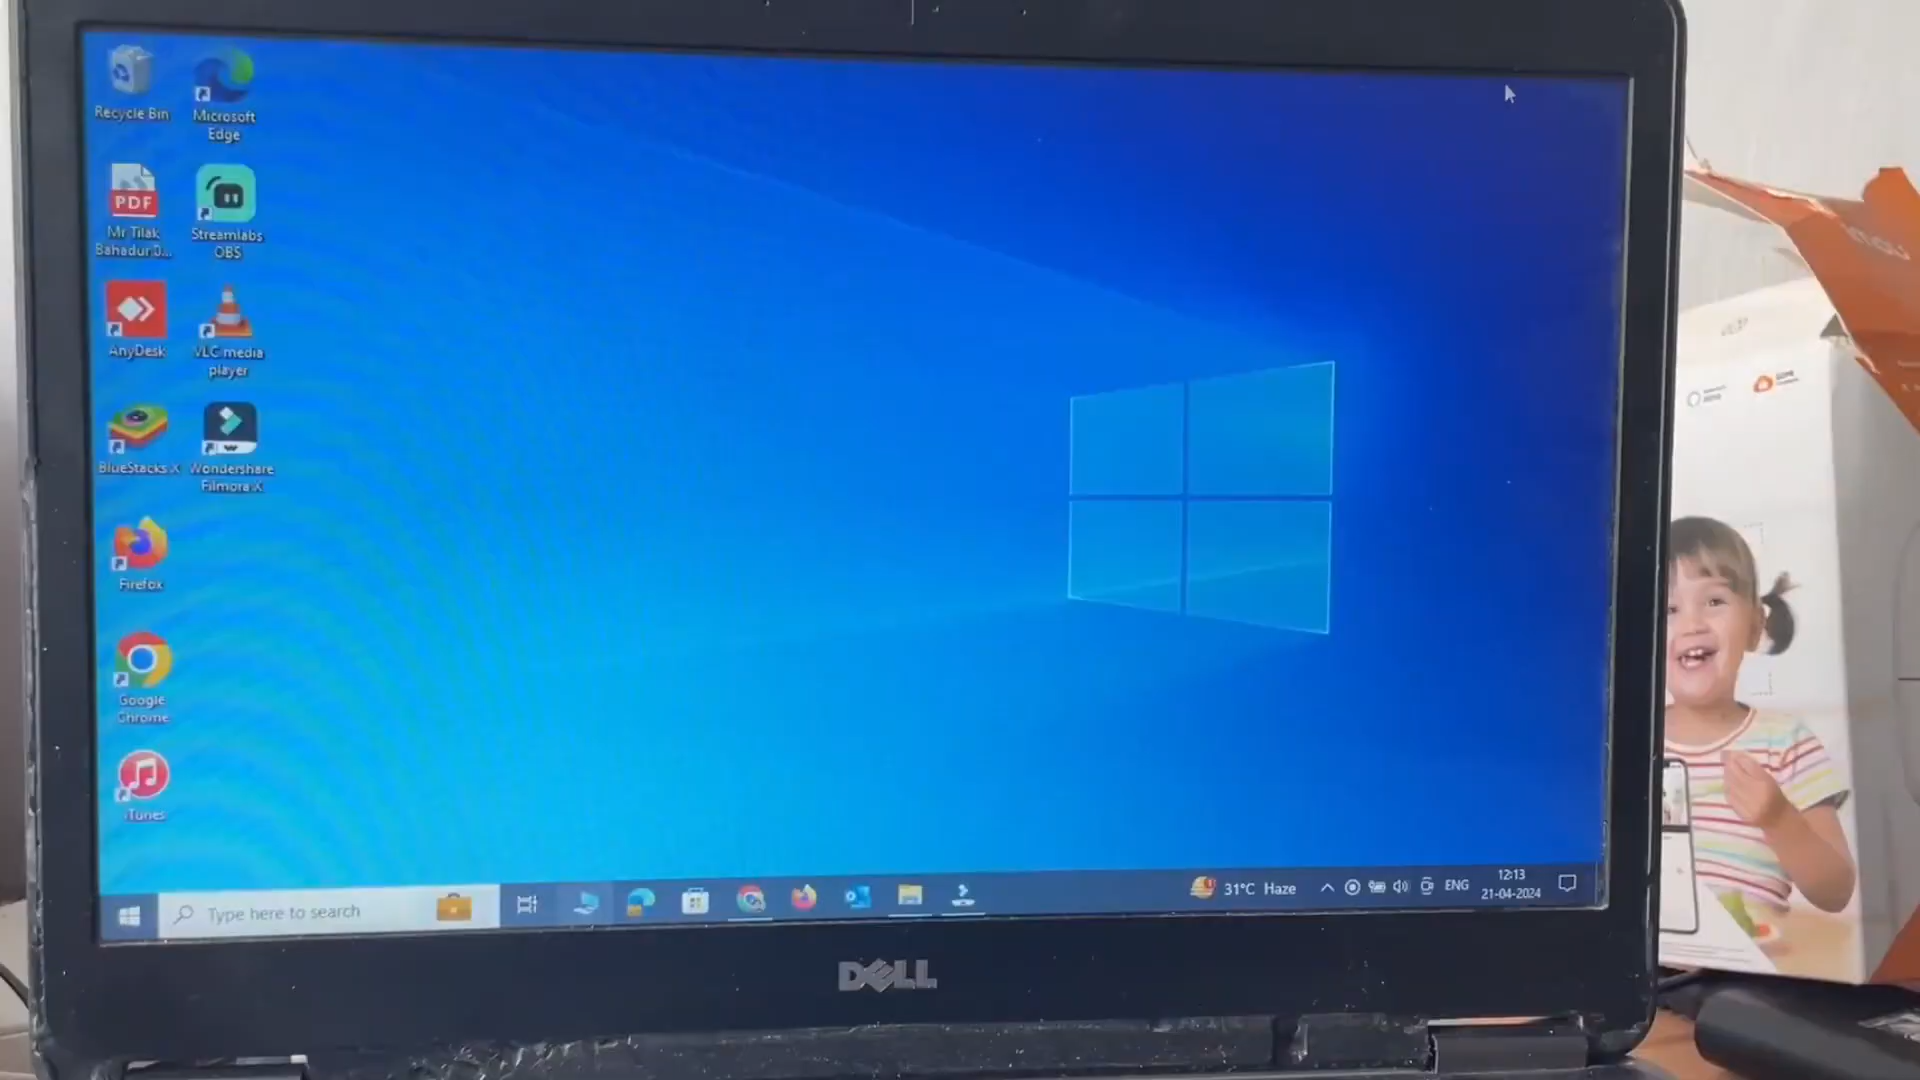 Recycle Bin
Microsoft
Edge
PDF
Mr Tilak
Bahadur
Streamlabs
OBS
AnyDesk
VLC media
player
BlueStacks X
Wondershare
Filmora X
Firefox
Google
Chrome
iTunes
Type here to search
31°C Haze
ENG
12:13
21-04-2024
DELL